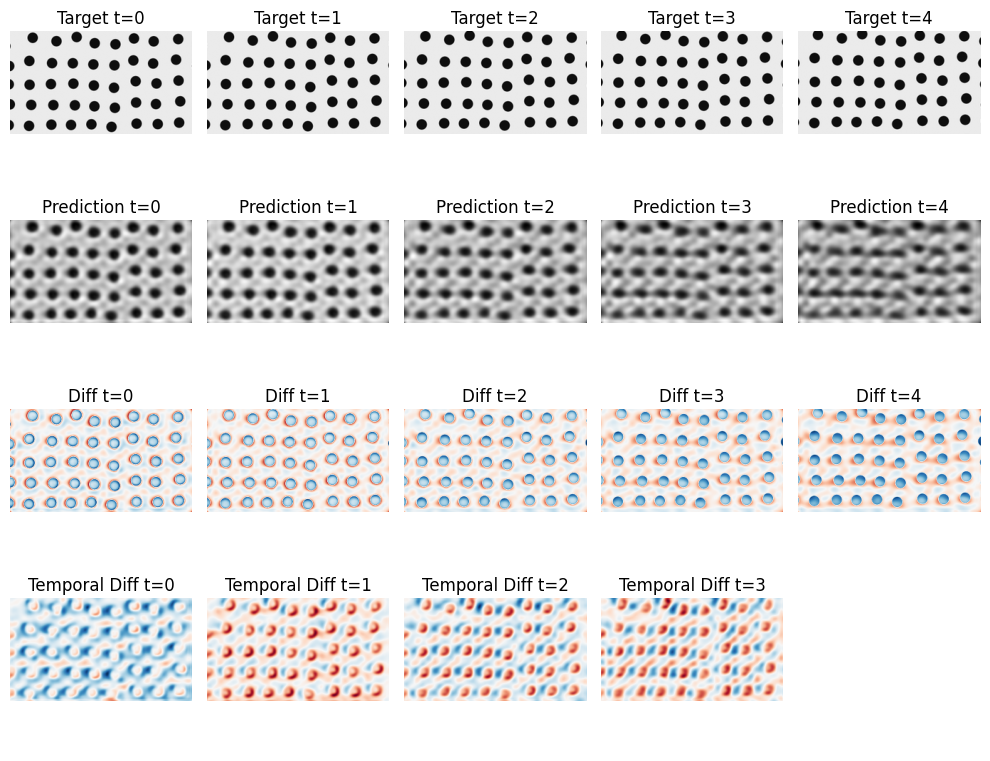 Target t=0 Target t=1 Target t=2 Target t=3 Target t=4
Prediction t=0 Prediction t=1 Prediction t=2 Prediction t=3 Prediction t=4
Diff t=0 Diff t=1 Diff t=2 Diff t=3 Diff t=4
Temporal Diff t=0 Temporal Diff t=1 Temporal Diff t=2 Temporal Diff t=3